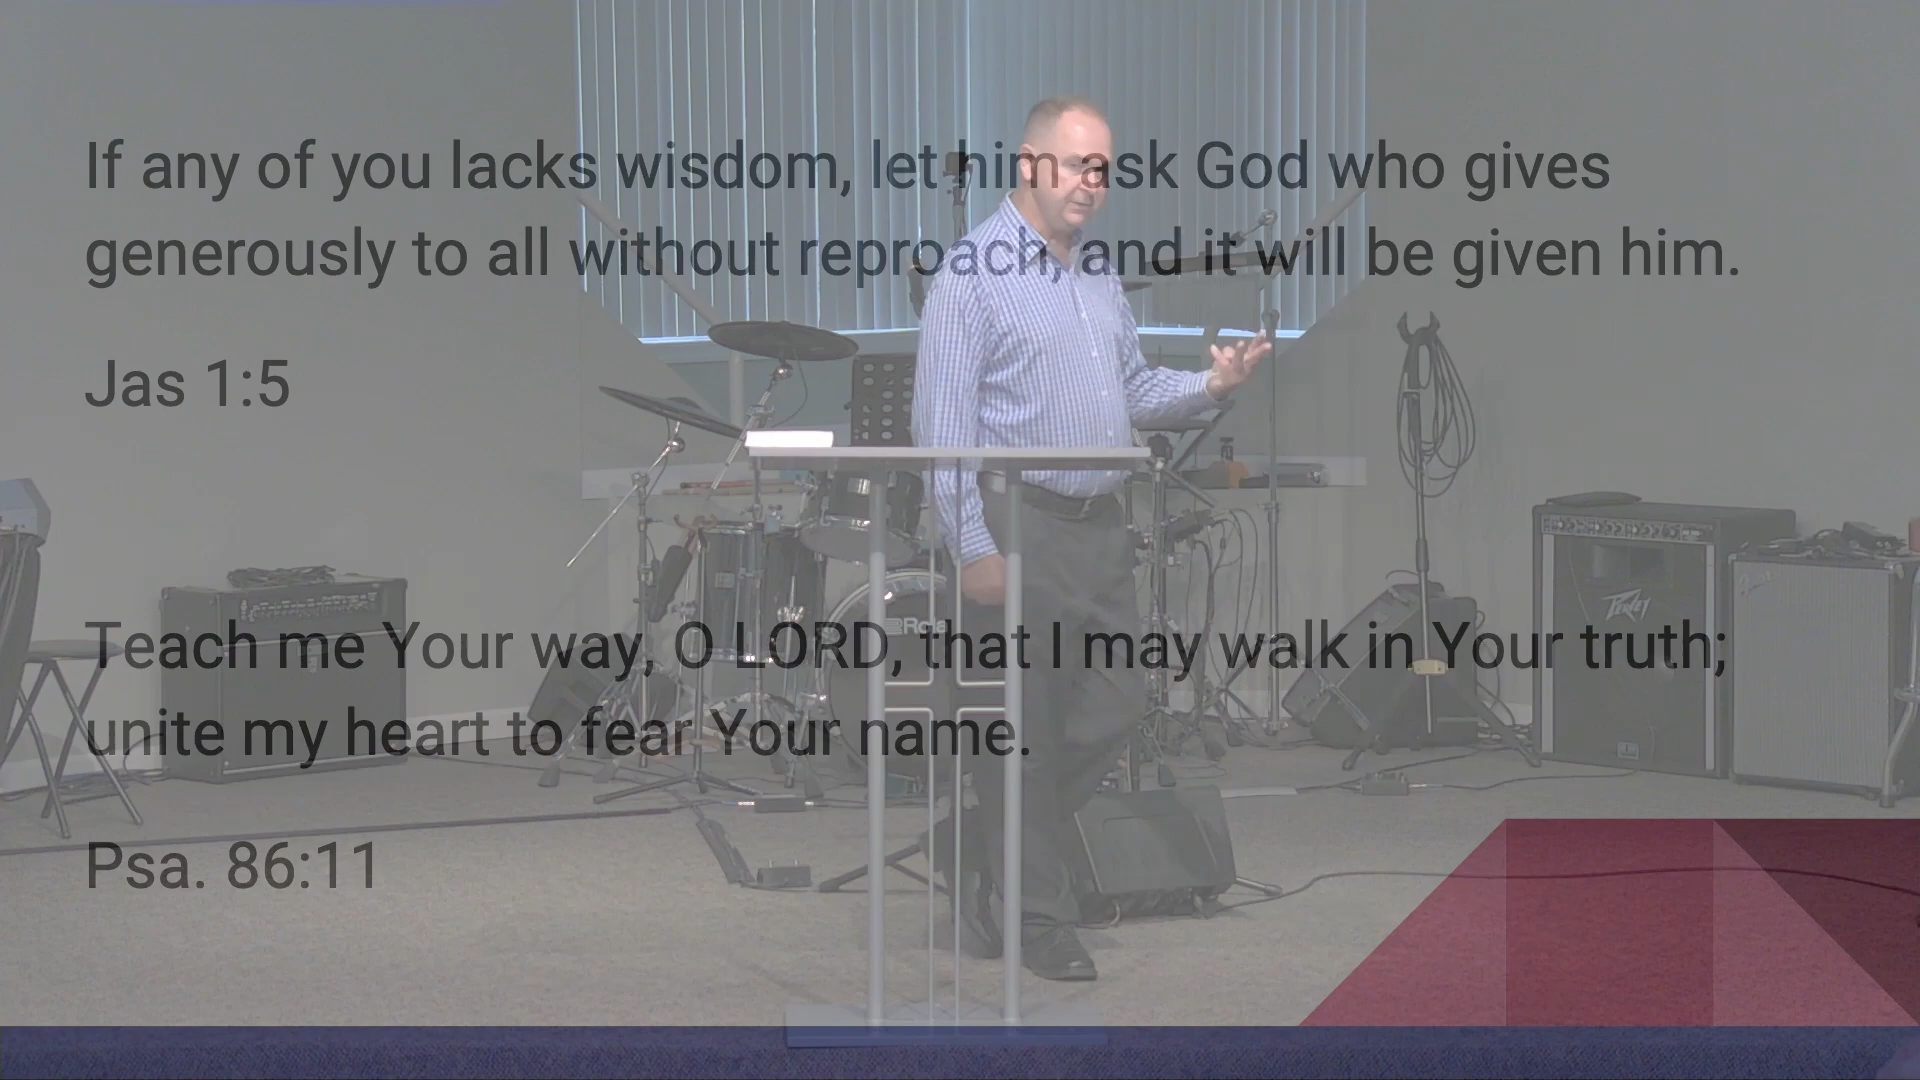 If any of you lacks wisdom, let him ask God who gives
generously to all without reproach, and it will be given him.
Jas 1:5
Teach me Your way, O LORD, that I may walk in Your truth;
unite my heart to fear Your name.
Psa. 86:11
PEAVEY